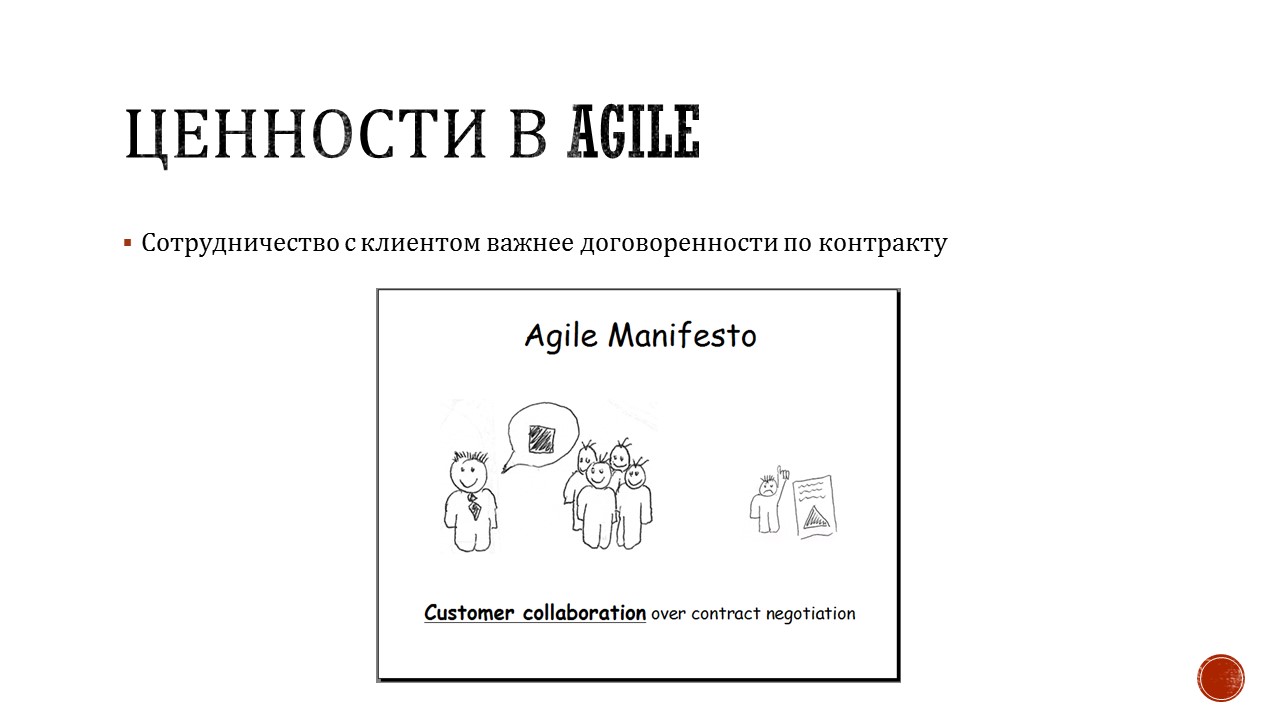 ЦЕННОСТИ В AGILE
Сотрудничество с клиентом важнее договоренности по контракту
Agile Manifesto
Customer collaboration over contract negotiation